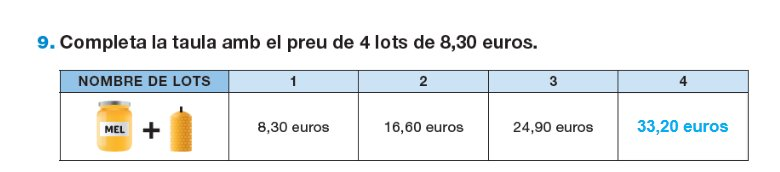 9. Completa la taula amb el preu de 4 lots de 8,30 euros.
NOMBRE DE LOTS 1 2 3 4
MEL + 8,30 euros 16,60 euros 24,90 euros 33,20 euros